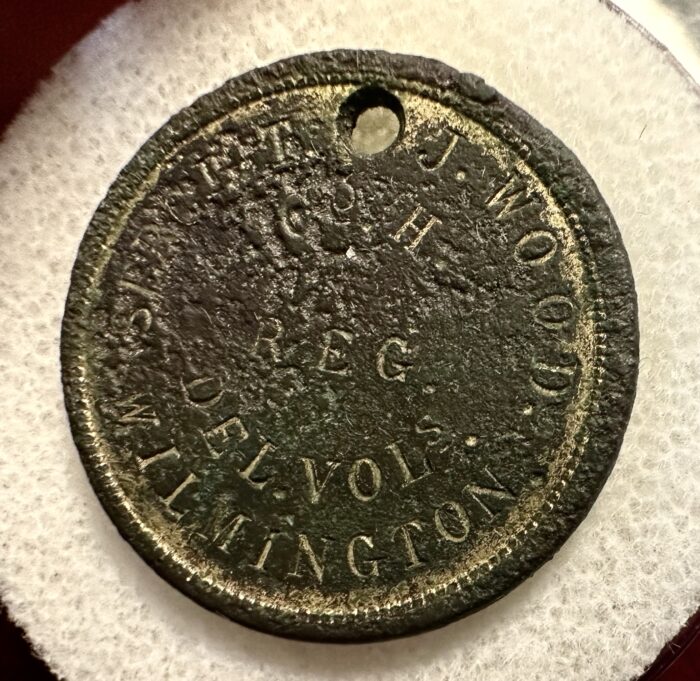 J. WOOD.
CO. H.
REG.
DEL. VOLS.
WILMINGTON.